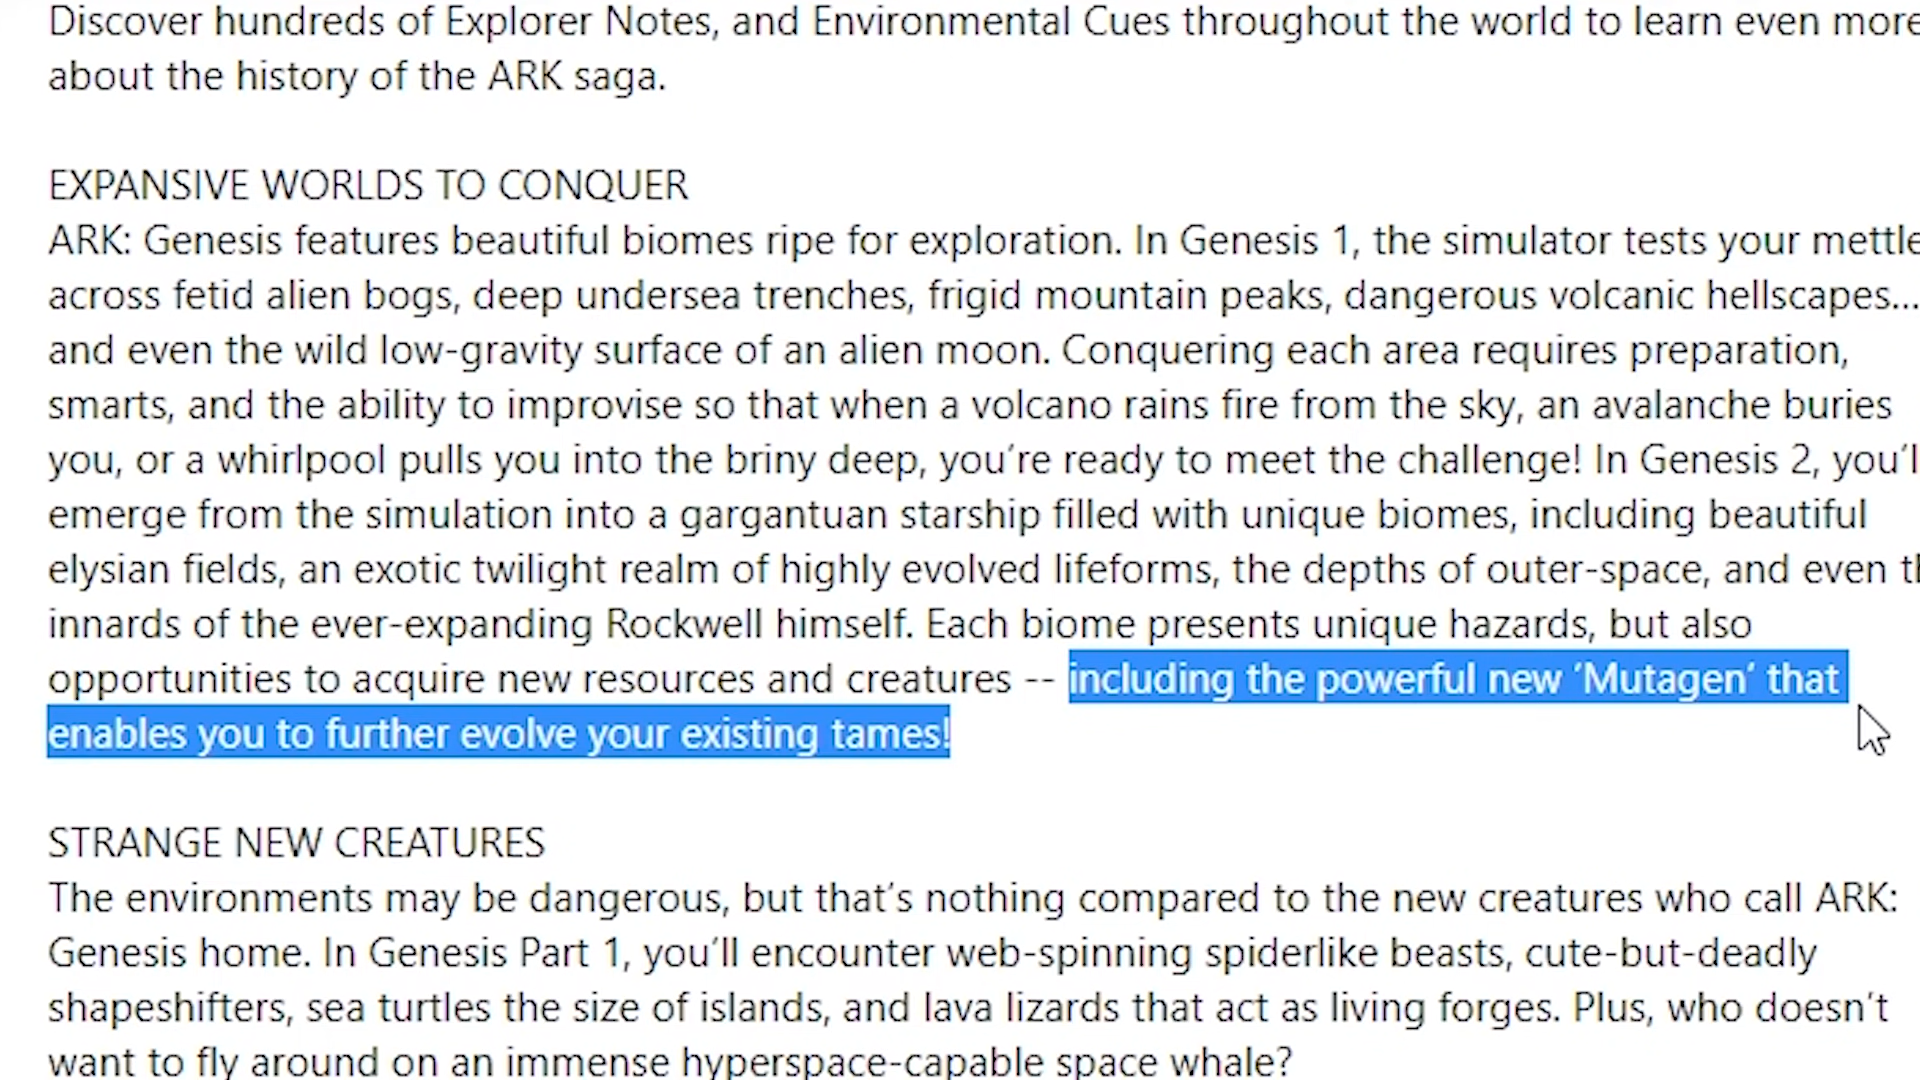 Discover hundreds of Explorer Notes, and Environmental Cues throughout the world to learn even more
about the history of the ARK saga.
EXPANSIVE WORLDS TO CONQUER
ARK: Genesis features beautiful biomes ripe for exploration. In Genesis 1, the simulator tests your mettle
across fetid alien bogs, deep undersea trenches, frigid mountain peaks, dangerous volcanic hellscapes...
and even the wild low-gravity surface of an alien moon. Conquering each area requires preparation,
smarts, and the ability to improvise so that when a volcano rains fire from the sky, an avalanche buries
you, or a whirlpool pulls you into the briny deep, you’re ready to meet the challenge! In Genesis 2, you’l
emerge from the simulation into a gargantuan starship filled with unique biomes, including beautiful
elysian fields, an exotic twilight realm of highly evolved lifeforms, the depths of outer-space, and even
innards of the ever-expanding Rockwell himself. Each biome presents unique hazards, but also
opportunities to acquire new resources and creatures -- including the powerful new ‘Mutagen’ that
enables you to further evolve your existing tames!
STRANGE NEW CREATURES
The environments may be dangerous, but that’s nothing compared to the new creatures who call ARK:
Genesis home. In Genesis Part 1, you’ll encounter web-spinning spiderlike beasts, cute-but-deadly
shapeshifters, sea turtles the size of islands, and lava lizards that act as living forges. Plus, who doesn’t
want to fly around on an immense hyperspace-capable space whale?